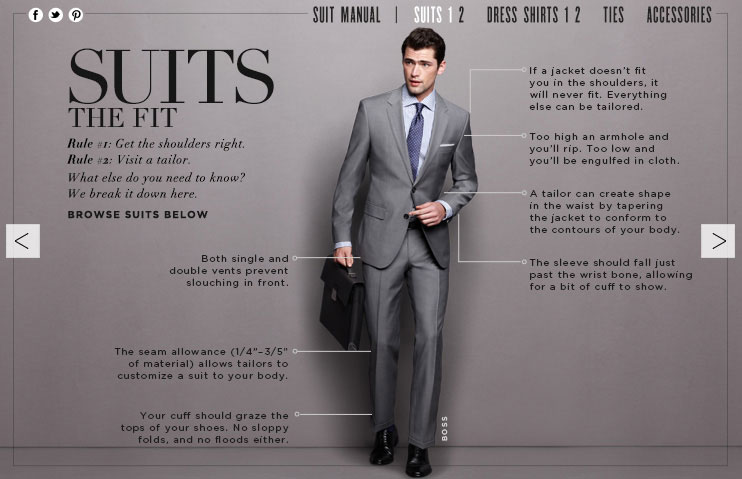 SUIT MANUAL | SUITS 1 2 DRESS SHIRTS 1 2 TIES ACCESSORIES
SUITS
THE FIT
Rule #1: Get the shoulders right.
Rule #2: Visit a tailor.
What else do you need to know?
We break it down here.
BROWSE SUITS BELOW
<
>
If a jacket doesn't fit
you in the shoulders, it
will never fit. Everything
else can be tailored.
Too high an armhole and
you'll rip. Too low and
you'll be engulfed in cloth.
A tailor can create shape
in the waist by tapering
the jacket to conform to
the contours of your body.
The sleeve should fall just
past the wrist bone, allowing
for a bit of cuff to show.
Both single and
double vents prevent
slouching in front.
The seam allowance (1/4"–3/5"
of material) allows tailors to
customize a suit to your body.
Your cuff should graze the
tops of your shoes. No sloppy
folds, and no floods either.
BOSS